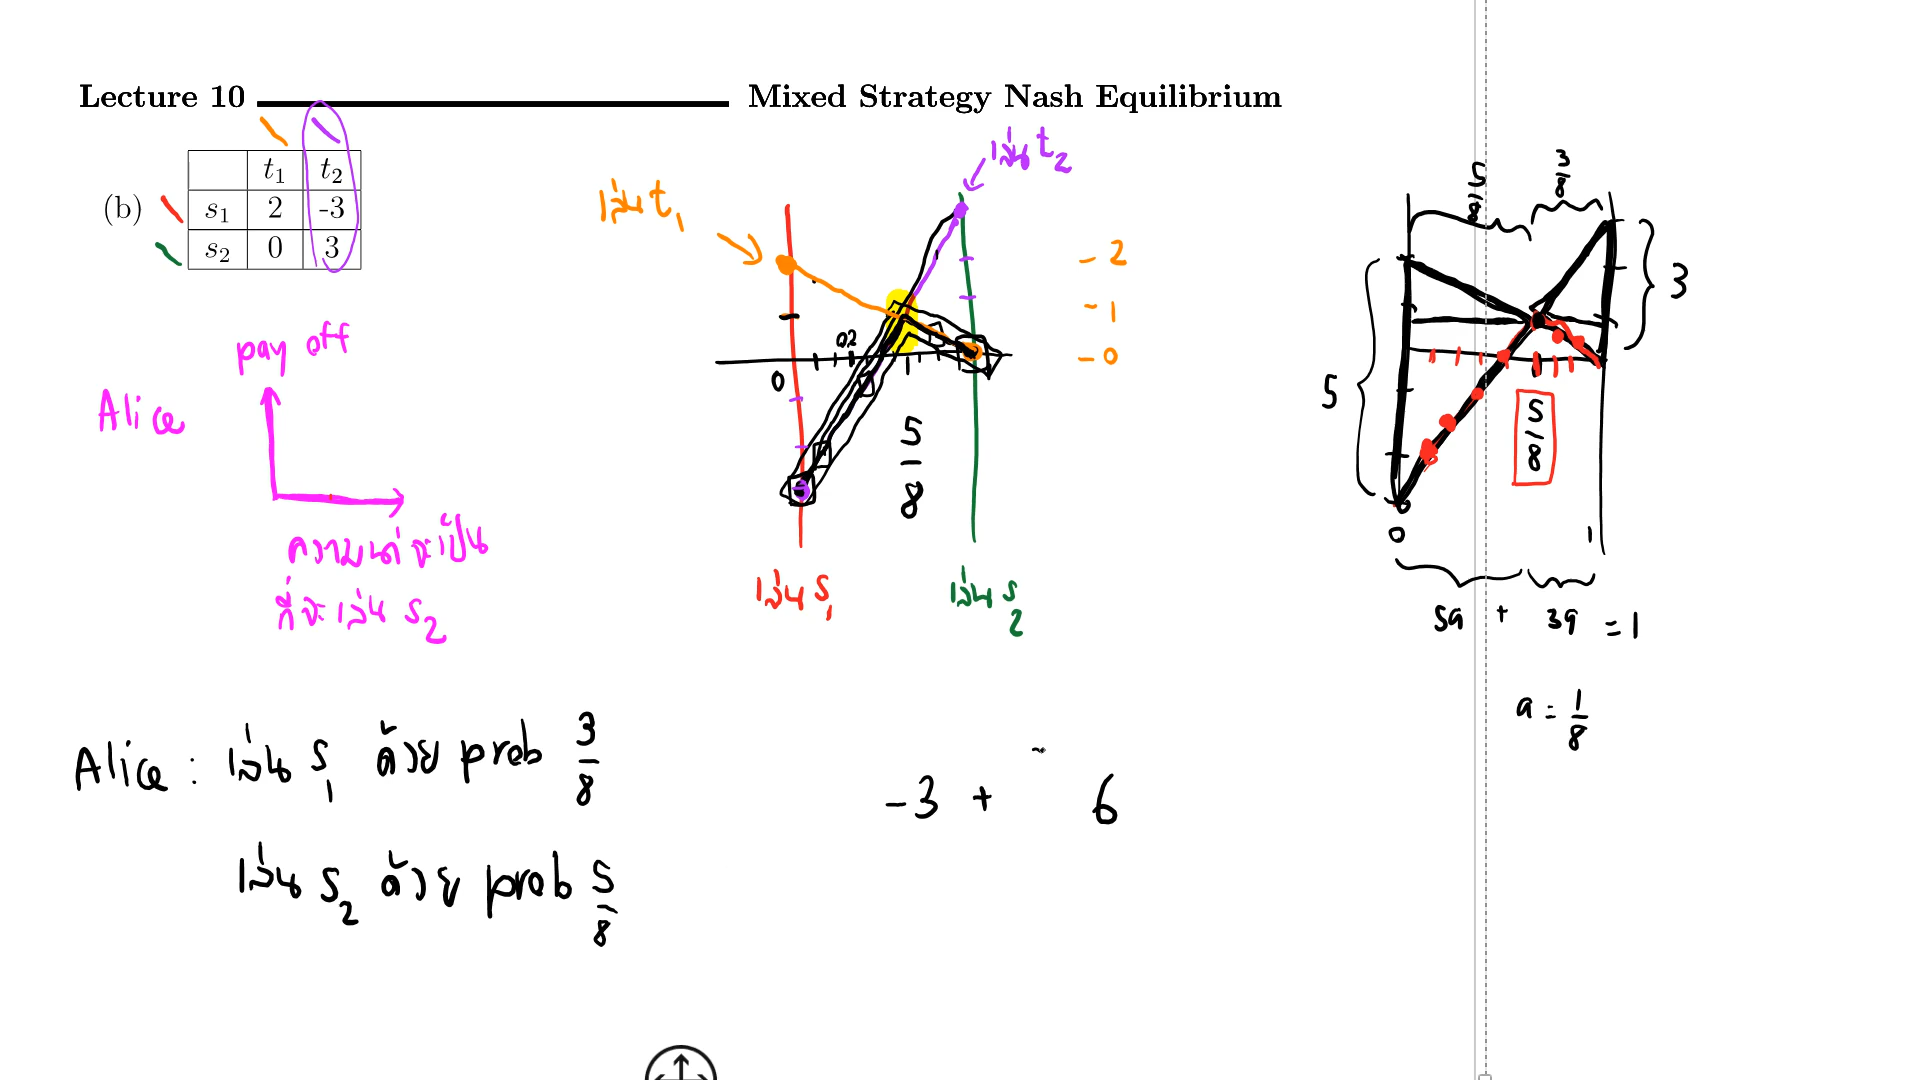 Lecture 10 Mixed Strategy Nash Equilibrium
(b)
t₁ t₂
s₁ 2 -3
s₂ 0 3
เล่น t₁
เล่น t₂
- 2
- 1
- 0
0
0.2
5/8
เล่น s₁
เล่น s₂
pay off
Alice
ความน่าจะเป็น
ที่จะเล่น s₂
5/8
3/8
3
5
5/8
0 1
5a + 3a = 1
a = 1/8
Alice : เล่น s₁ ด้วย prob 3/8
เล่น s₂ ด้วย prob 5/8
-3 + 6